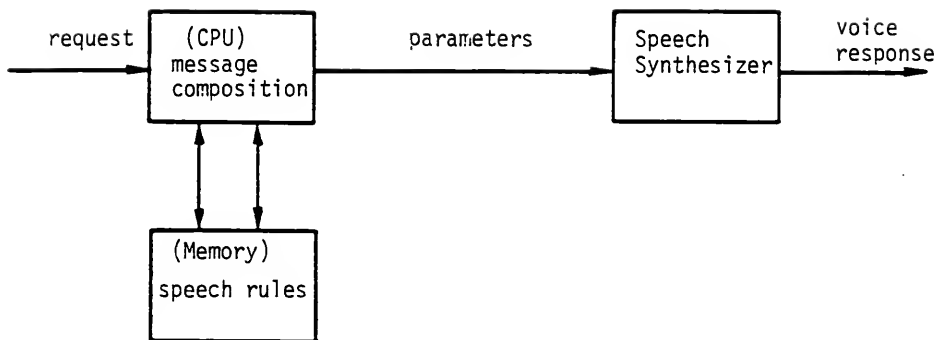 request
(CPU)
message
composition
parameters
Speech
Synthesizer
voice
response
(Memory)
speech rules